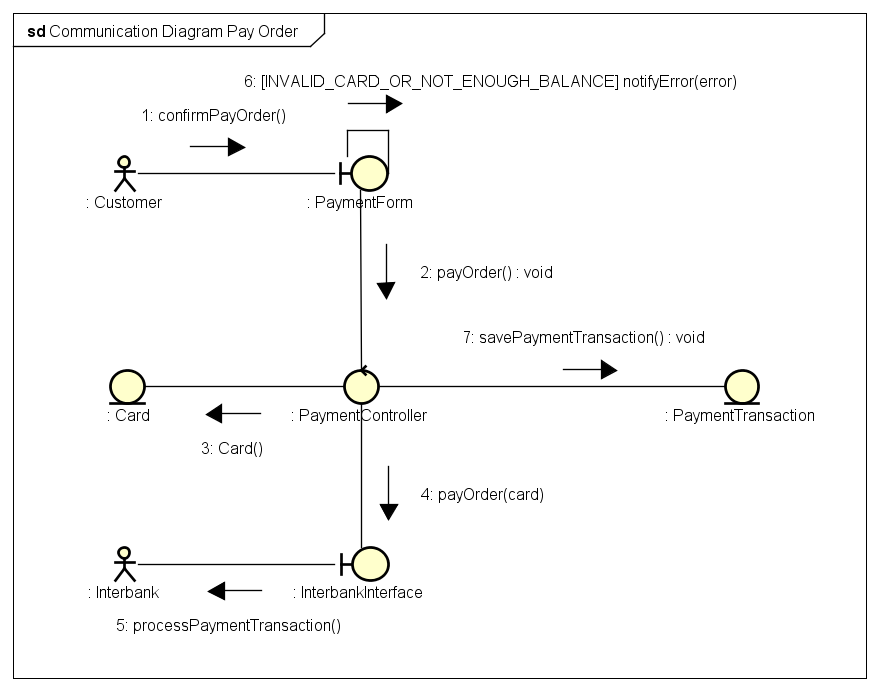 sd Communication Diagram Pay Order
6: [INVALID_CARD_OR_NOT_ENOUGH_BALANCE] notifyError(error)
1: confirmPayOrder()
: Customer
: PaymentForm
2: payOrder() : void
7: savePaymentTransaction() : void
: Card
: PaymentController
: PaymentTransaction
3: Card()
4: payOrder(card)
: Interbank
: InterbankInterface
5: processPaymentTransaction()